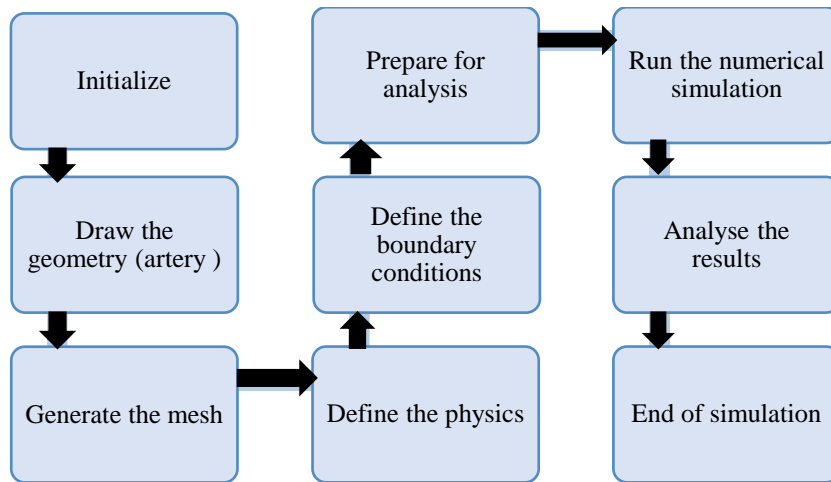 Initialize
Draw the
geometry (artery )
Generate the mesh
Define the physics
Define the
boundary
conditions
Prepare for
analysis
Run the numerical
simulation
Analyse the
results
End of simulation